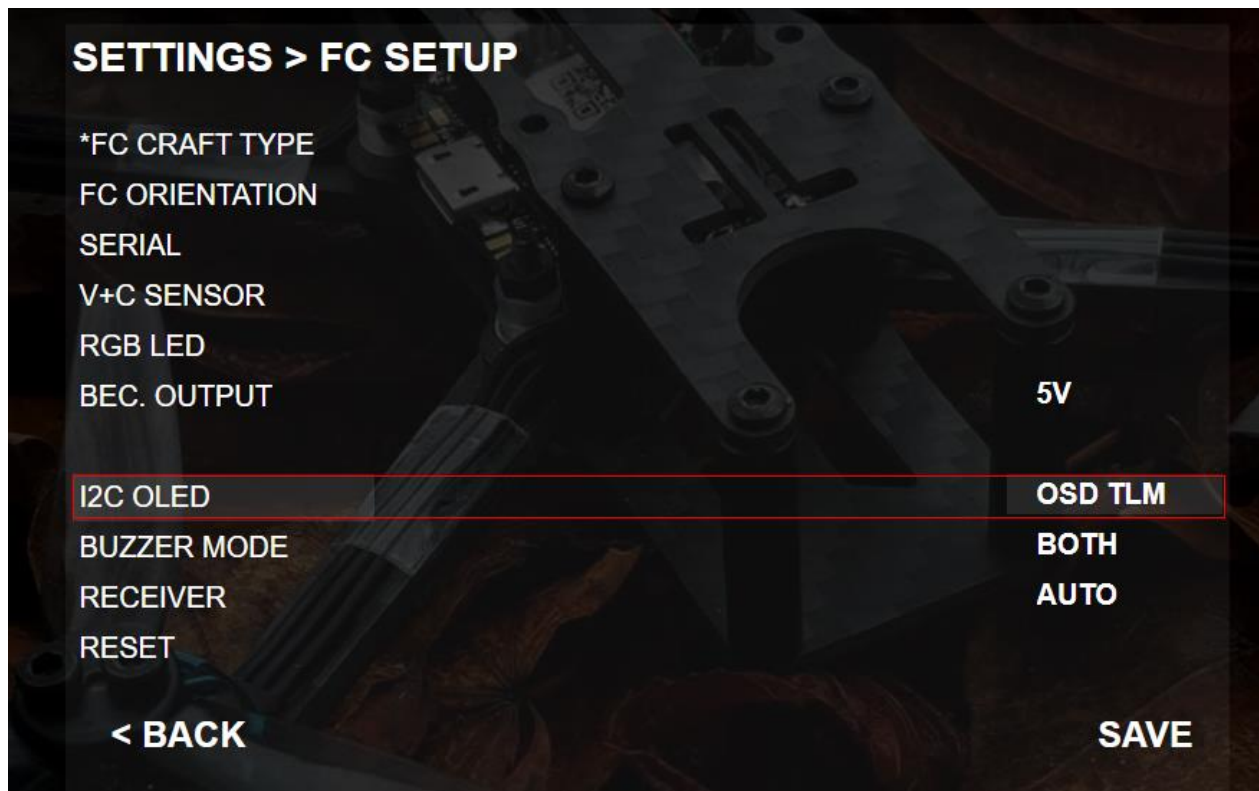 SETTINGS > FC SETUP
*FC CRAFT TYPE
FC ORIENTATION
SERIAL
V+C SENSOR
RGB LED
BEC. OUTPUT 5V
I2C OLED OSD TLM
BUZZER MODE BOTH
RECEIVER AUTO
RESET
< BACK SAVE